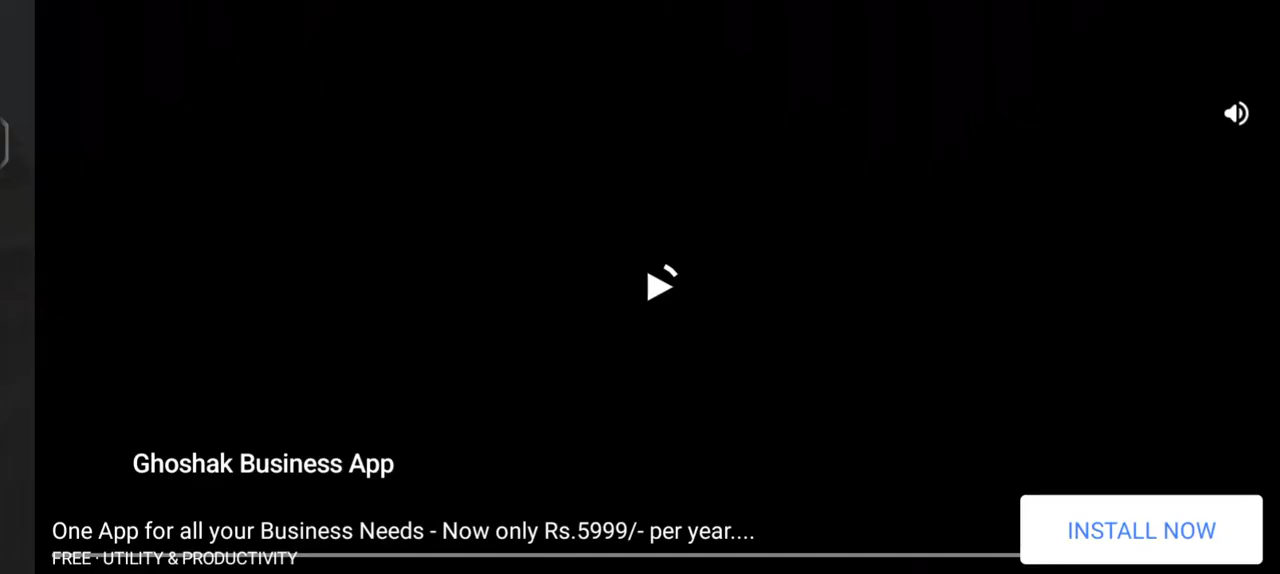 Ghoshak Business App
One App for all your Business Needs - Now only Rs.5999/- per year....
INSTALL NOW
FREE · UTILITY & PRODUCTIVITY